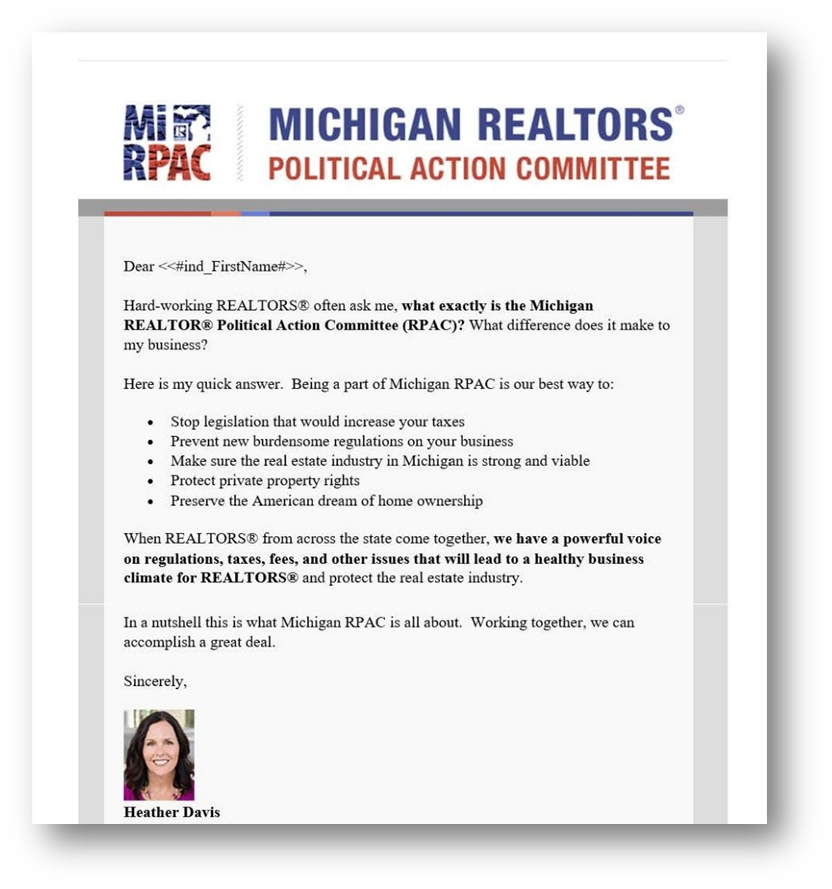 Mi R
RPAC
MICHIGAN REALTORS®
POLITICAL ACTION COMMITTEE
Dear <<#ind_FirstName#>>,
Hard-working REALTORS® often ask me, what exactly is the Michigan
REALTOR® Political Action Committee (RPAC)? What difference does it make to
my business?
Here is my quick answer.  Being a part of Michigan RPAC is our best way to:
• Stop legislation that would increase your taxes
• Prevent new burdensome regulations on your business
• Make sure the real estate industry in Michigan is strong and viable
• Protect private property rights
• Preserve the American dream of home ownership
When REALTORS® from across the state come together, we have a powerful voice
on regulations, taxes, fees, and other issues that will lead to a healthy business
climate for REALTORS® and protect the real estate industry.
In a nutshell this is what Michigan RPAC is all about.  Working together, we can
accomplish a great deal.
Sincerely,
Heather Davis